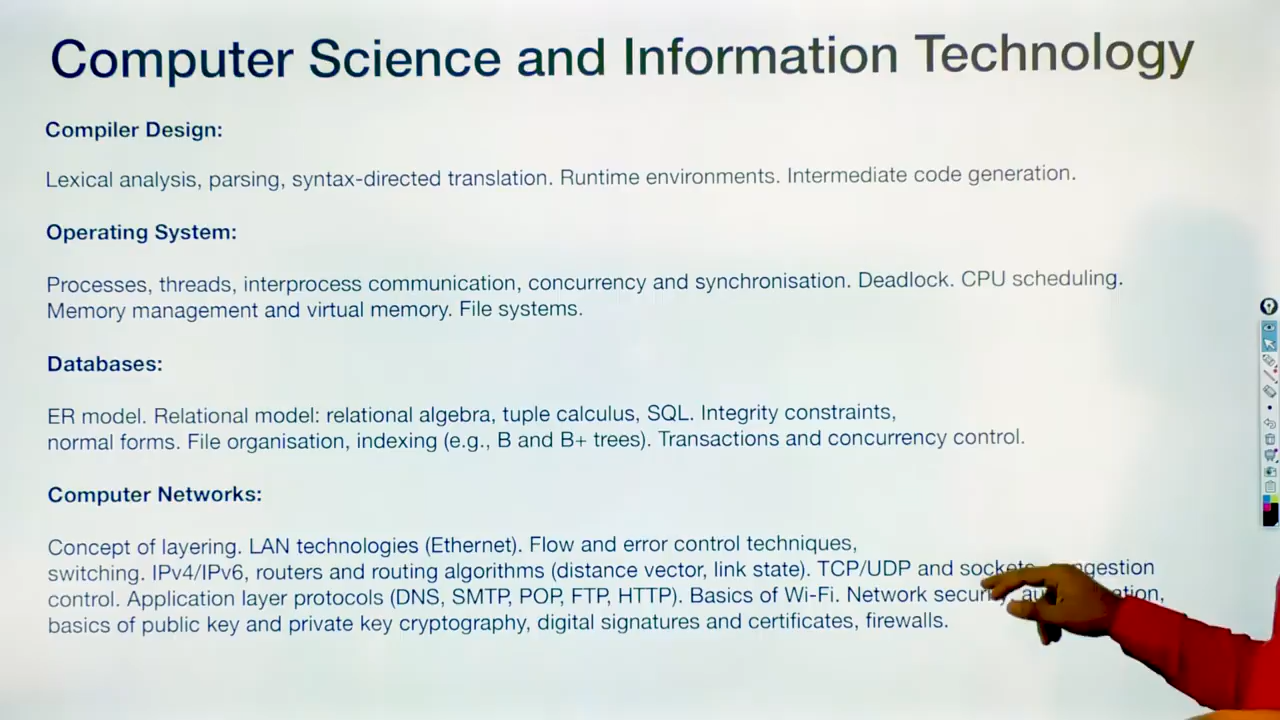 Computer Science and Information Technology
Compiler Design:
Lexical analysis, parsing, syntax-directed translation. Runtime environments. Intermediate code generation.
Operating System:
Processes, threads, interprocess communication, concurrency and synchronisation. Deadlock. CPU scheduling.
Memory management and virtual memory. File systems.
Databases:
ER model. Relational model: relational algebra, tuple calculus, SQL. Integrity constraints,
normal forms. File organisation, indexing (e.g., B and B+ trees). Transactions and concurrency control.
Computer Networks:
Concept of layering. LAN technologies (Ethernet). Flow and error control techniques,
switching. IPv4/IPv6, routers and routing algorithms (distance vector, link state). TCP/UDP and sockets
control. Application layer protocols (DNS, SMTP, POP, FTP, HTTP). Basics of Wi-Fi. Network
basics of public key and private key cryptography, digital signatures and certificates, firewalls.